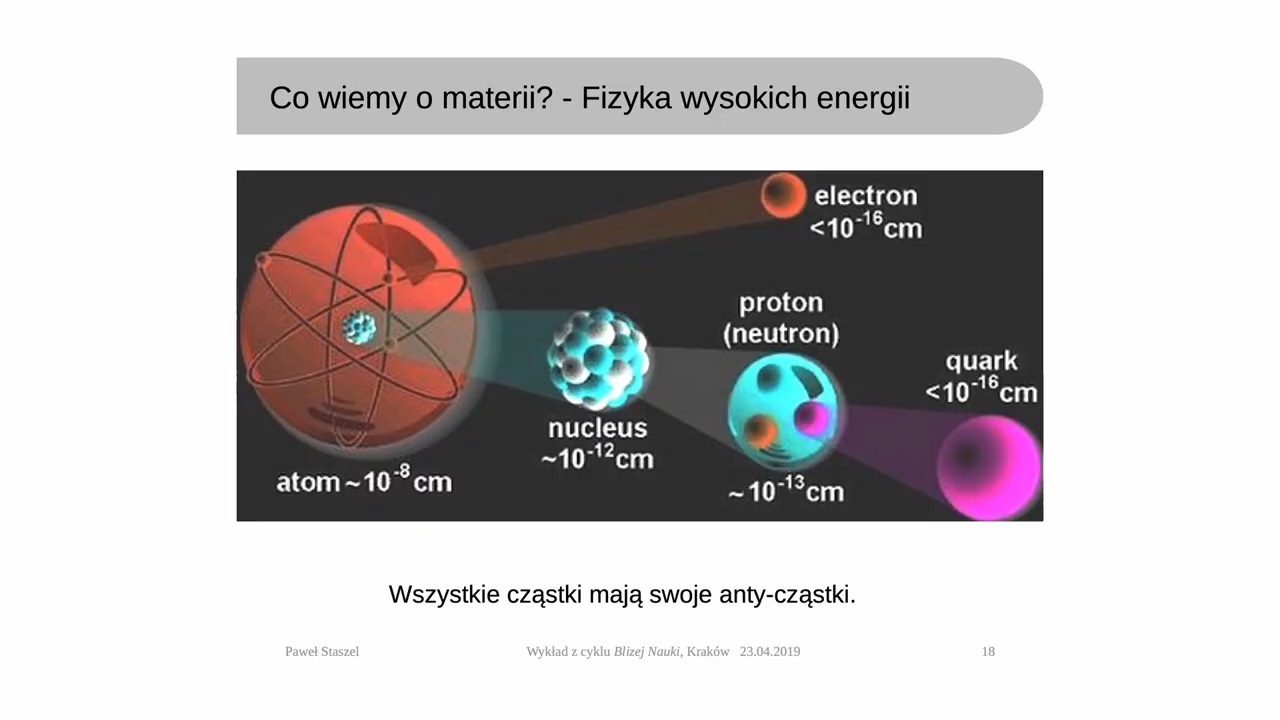 Co wiemy o materii? - Fizyka wysokich energii
electron
<10⁻¹⁶cm
proton
(neutron)
quark
<10⁻¹⁶cm
nucleus
~10⁻¹²cm
atom ~10⁻⁸cm
~10⁻¹³cm
Wszystkie cząstki mają swoje anty-cząstki.
Paweł Staszel Wykład z cyklu Blizej Nauki, Kraków 23.04.2019 18